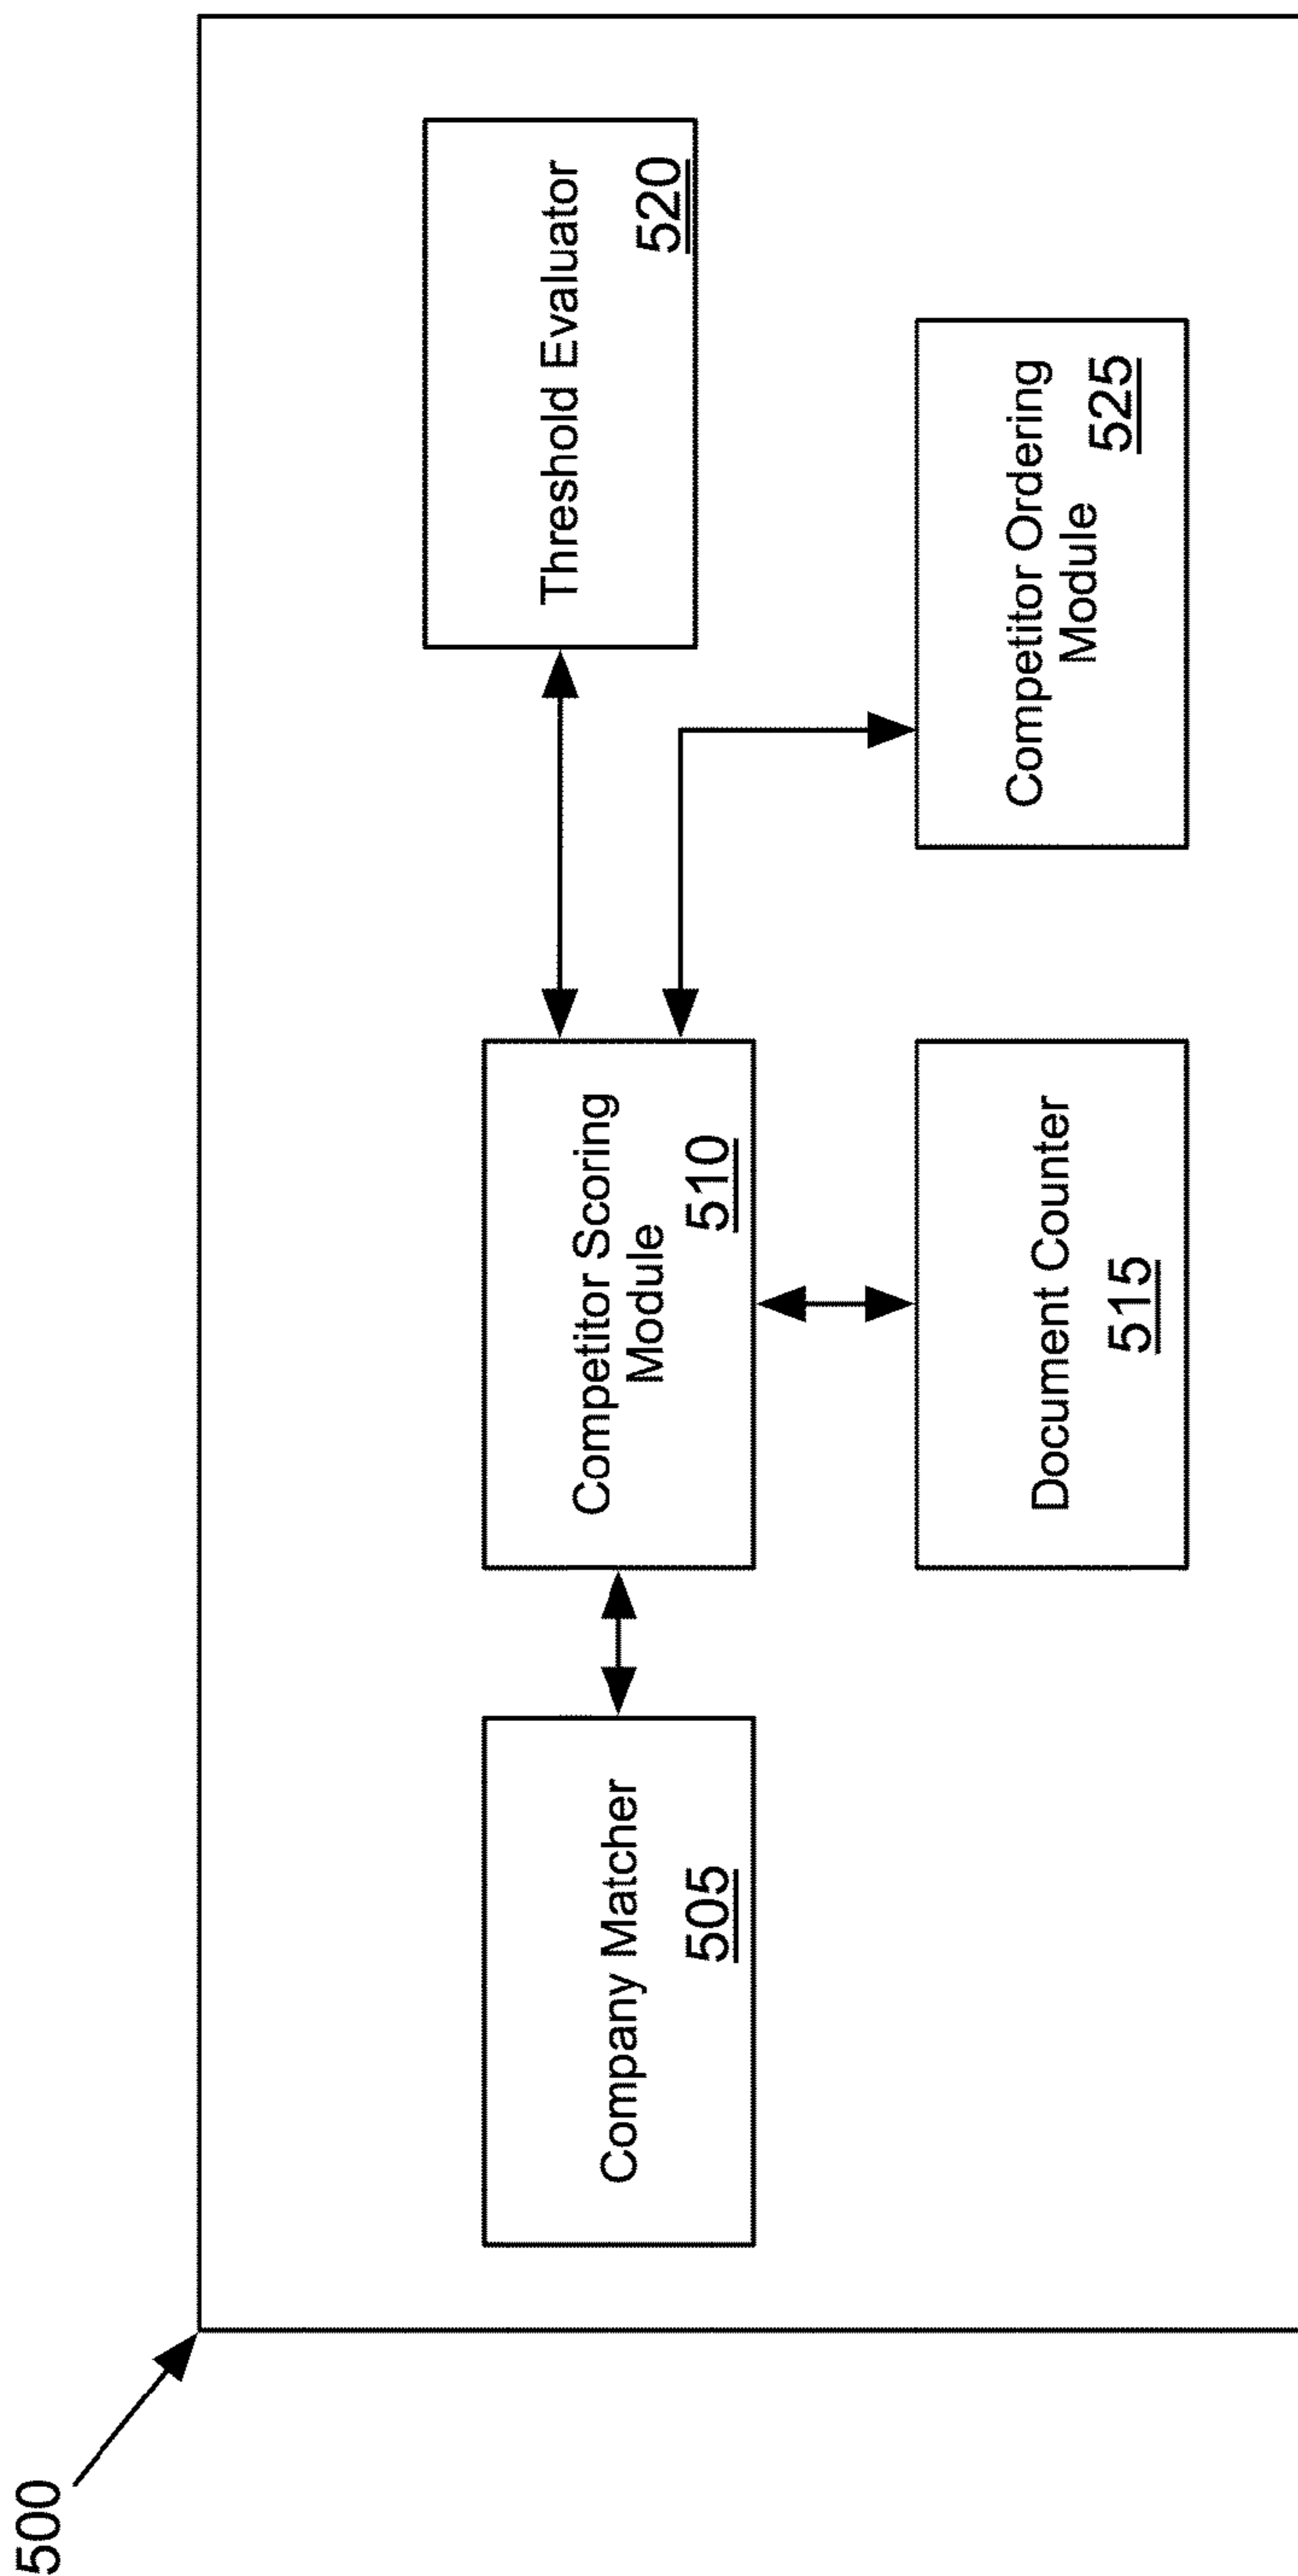 500
Company Matcher
505
Competitor Scoring
Module
510
Document Counter
515
Threshold Evaluator
520
Competitor Ordering
Module
525